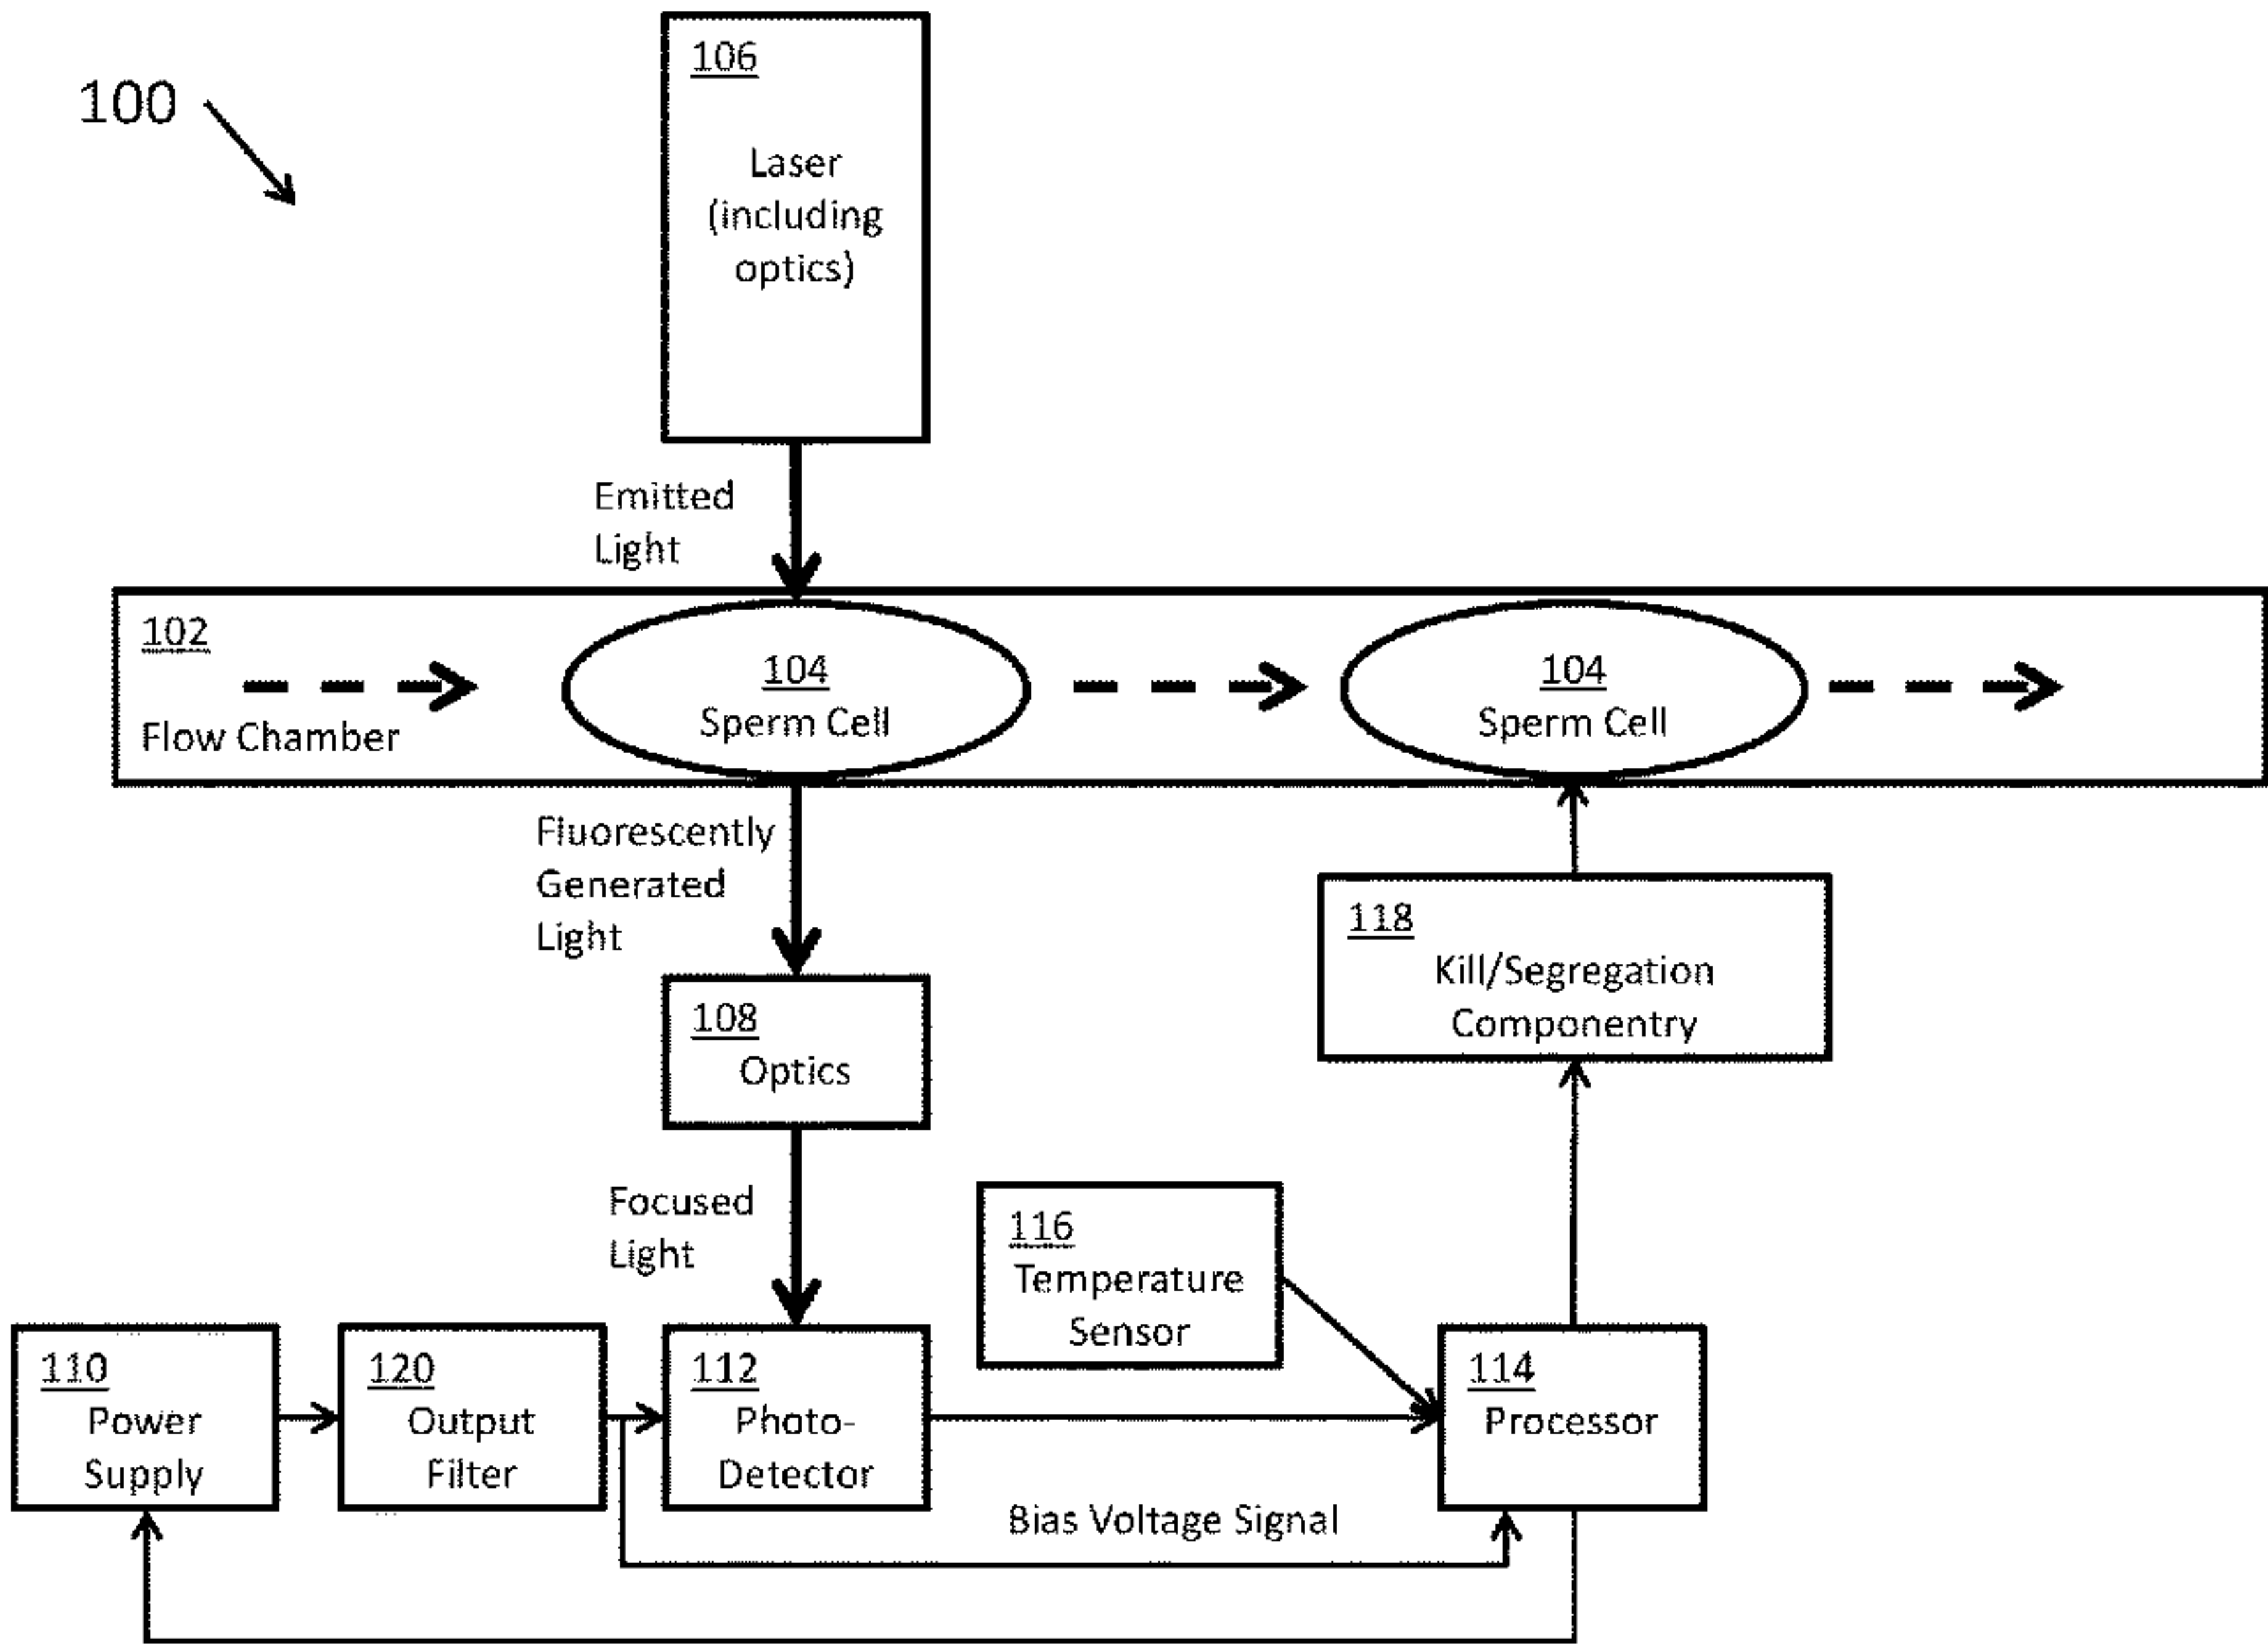 100
106
Laser
(including
optics)
Emitted
Light
102
Flow Chamber
104
Sperm Cell
104
Sperm Cell
Fluorescently
Generated
Light
108
Optics
118
Kill/Segregation
Componentry
Focused
Light
116
Temperature
Sensor
110
Power
Supply
120
Output
Filter
112
Photo-
Detector
114
Processor
Bias Voltage Signal